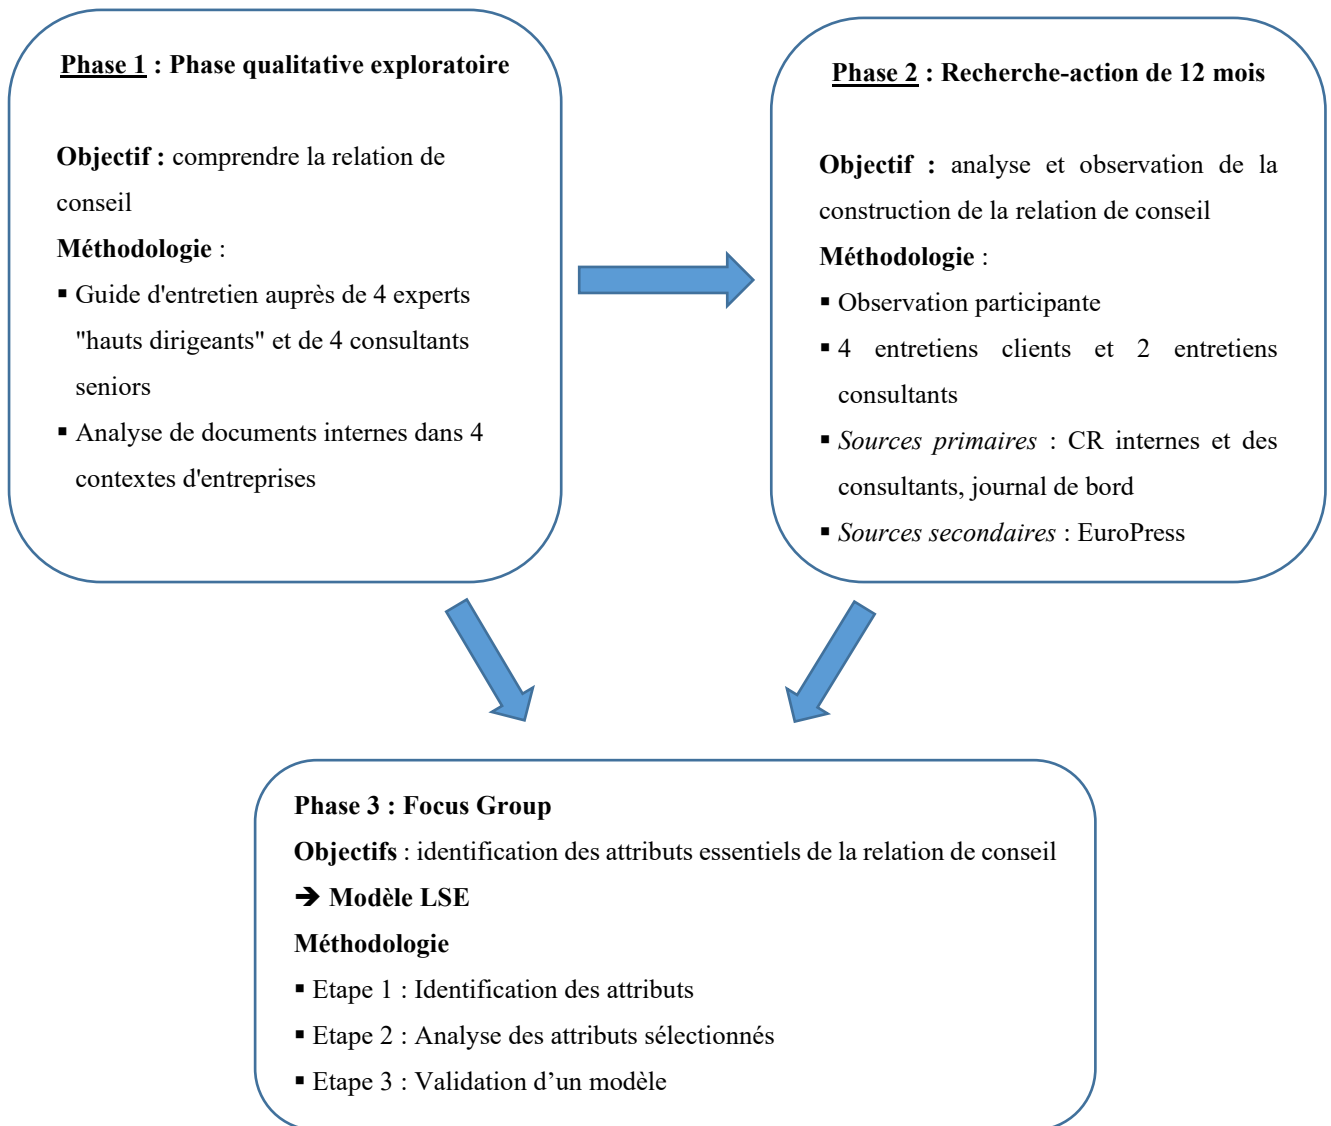 Phase 1 : Phase qualitative exploratoire
Objectif : comprendre la relation de
conseil
Méthodologie :
▪ Guide d'entretien auprès de 4 experts
"hauts dirigeants" et de 4 consultants
seniors
▪ Analyse de documents internes dans 4
contextes d'entreprises
Phase 2 : Recherche-action de 12 mois
Objectif : analyse et observation de la
construction de la relation de conseil
Méthodologie :
▪ Observation participante
▪ 4 entretiens clients et 2 entretiens
consultants
▪ Sources primaires : CR internes et des
consultants, journal de bord
▪ Sources secondaires : EuroPress
Phase 3 : Focus Group
Objectifs : identification des attributs essentiels de la relation de conseil
➔ Modèle LSE
Méthodologie
▪ Etape 1 : Identification des attributs
▪ Etape 2 : Analyse des attributs sélectionnés
▪ Etape 3 : Validation d’un modèle